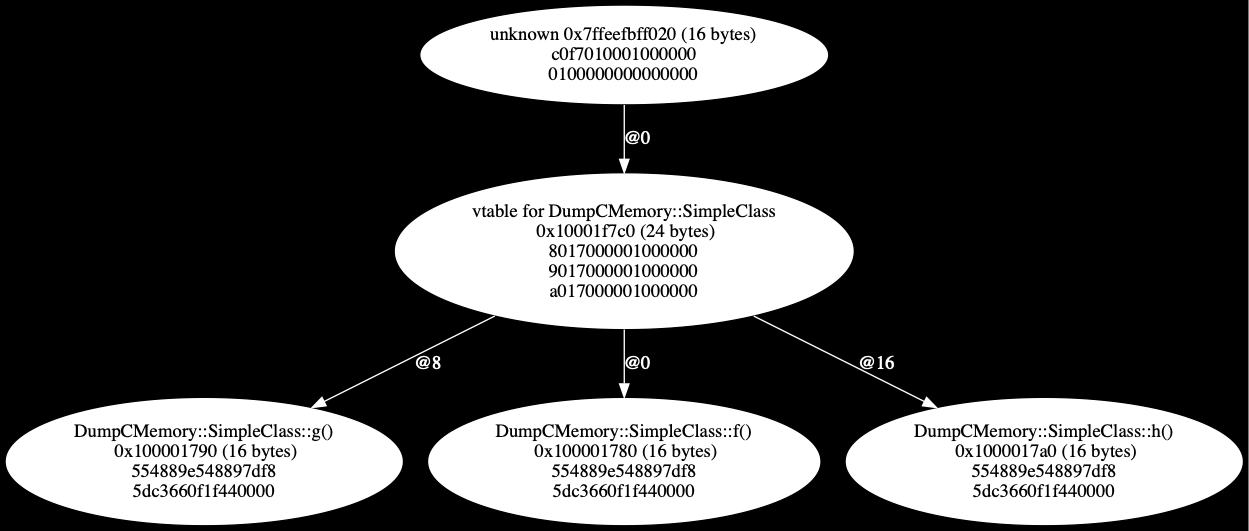 unknown 0x7ffeefbff020 (16 bytes)
c0f7010001000000
0100000000000000
@0
vtable for DumpCMemory::SimpleClass
0x10001f7c0 (24 bytes)
8017000001000000
9017000001000000
a017000001000000
@8
@0
@16
DumpCMemory::SimpleClass::g()
0x100001790 (16 bytes)
554889e548897df8
5dc3660f1f440000
DumpCMemory::SimpleClass::f()
0x100001780 (16 bytes)
554889e548897df8
5dc3660f1f440000
DumpCMemory::SimpleClass::h()
0x1000017a0 (16 bytes)
554889e548897df8
5dc3660f1f440000